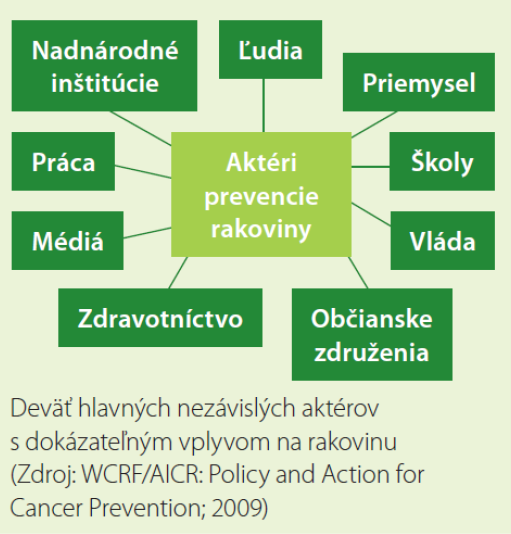 Nadnárodné
inštitúcie
Ľudia
Priemysel
Práca
Aktéri
prevencie
rakoviny
Školy
Médiá
Vláda
Zdravotníctvo
Občianske
združenia
Deväť hlavných nezávislých aktérov
s dokázateľným vplyvom na rakovinu
(Zdroj: WCRF/AICR: Policy and Action for
Cancer Prevention; 2009)